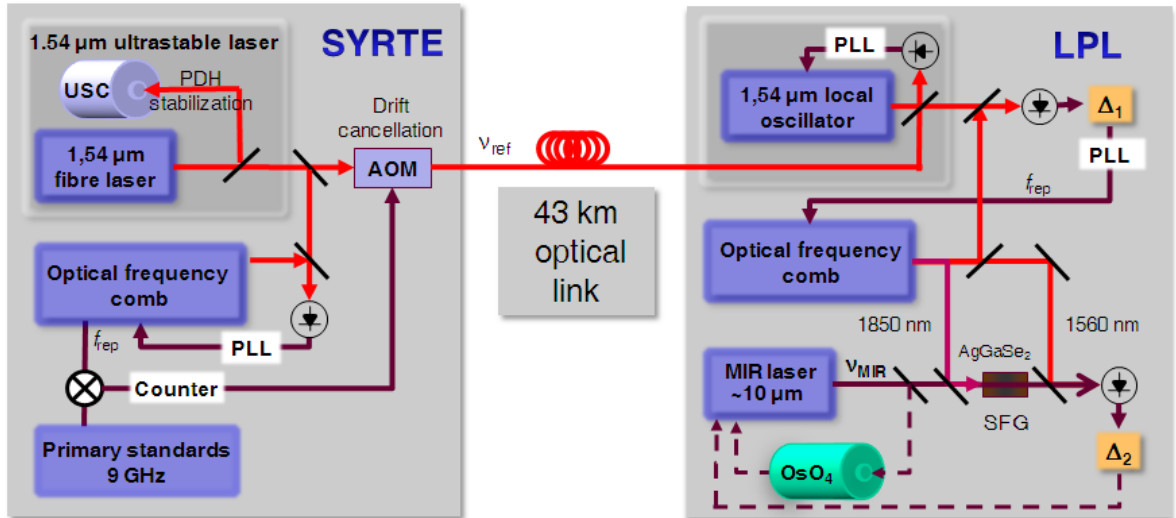 SYRTE
1.54 µm ultrastable laser
USC
PDH
stabilization
1,54 µm
fibre laser
Drift
cancellation
AOM
Optical frequency
comb
PLL
frep
Counter
Primary standards
9 GHz
νref
43 km
optical
link
LPL
PLL
1,54 µm local
oscillator
Δ1
PLL
frep
Optical frequency
comb
1850 nm
1560 nm
AgGaSe2
MIR laser
~10 µm
νMIR
SFG
Δ2
OsO4